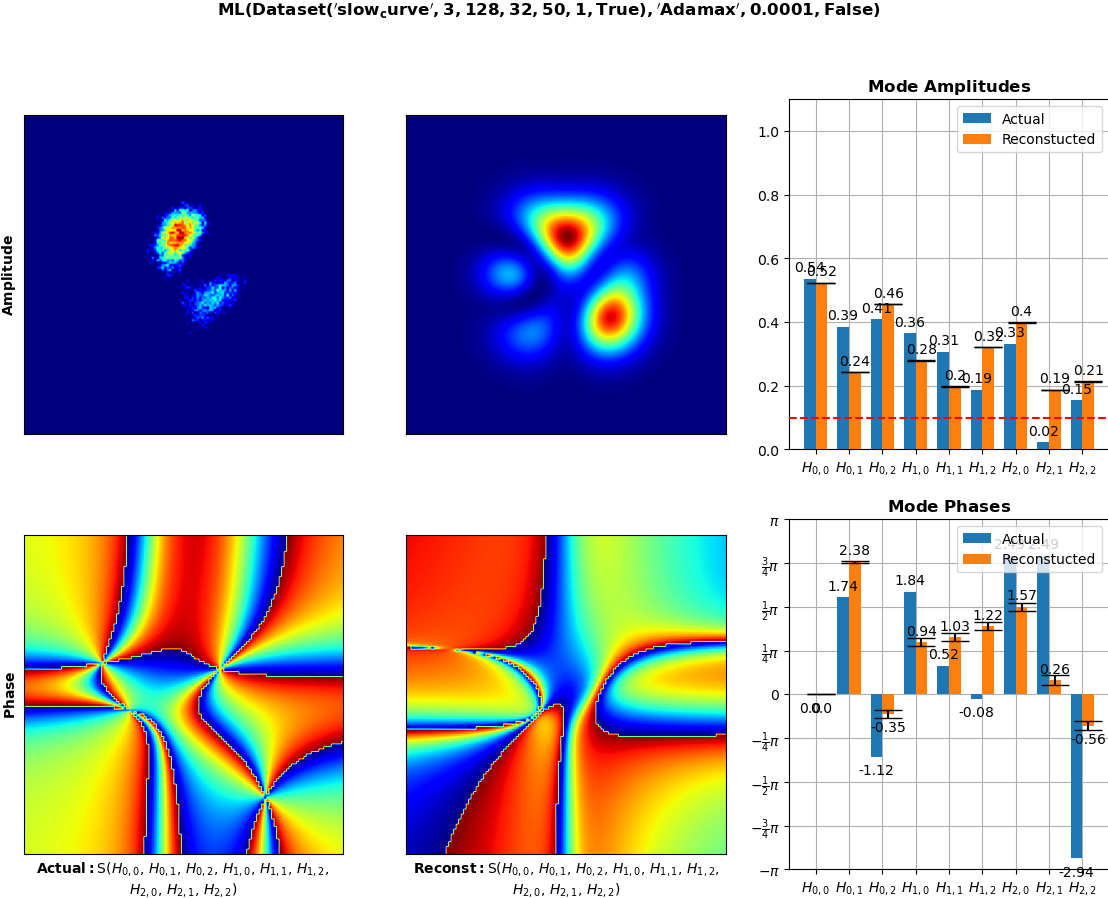 ML(Dataset('slow_curve', 3, 128, 32, 50, 1, True), 'Adamax', 0.0001, False)
Amplitude
Mode Amplitudes
Actual
Reconstucted
1.0
0.8
0.6
0.4
0.2
0.0
0.54 0.52
0.39 0.24
0.41 0.46
0.36 0.28
0.31 0.2
0.19 0.32
0.33 0.4
0.02 0.19
0.15 0.21
H0,0 H0,1 H0,2 H1,0 H1,1 H1,2 H2,0 H2,1 H2,2
Phase
Actual: S(H0,0, H0,1, H0,2, H1,0, H1,1, H1,2,
H2,0, H2,1, H2,2)
Reconst: S(H0,0, H0,1, H0,2, H1,0, H1,1, H1,2,
H2,0, H2,1, H2,2)
Mode Phases
Actual
Reconstucted
π
3/4π
1/2π
1/4π
0
−1/4π
−1/2π
−3/4π
−π
0.0 0.0
1.74 2.38
-1.12 -0.35
1.84 0.94
0.52 1.03
-0.08 1.22
1.57
2.49 0.26
-2.94 -0.56
H0,0 H0,1 H0,2 H1,0 H1,1 H1,2 H2,0 H2,1 H2,2